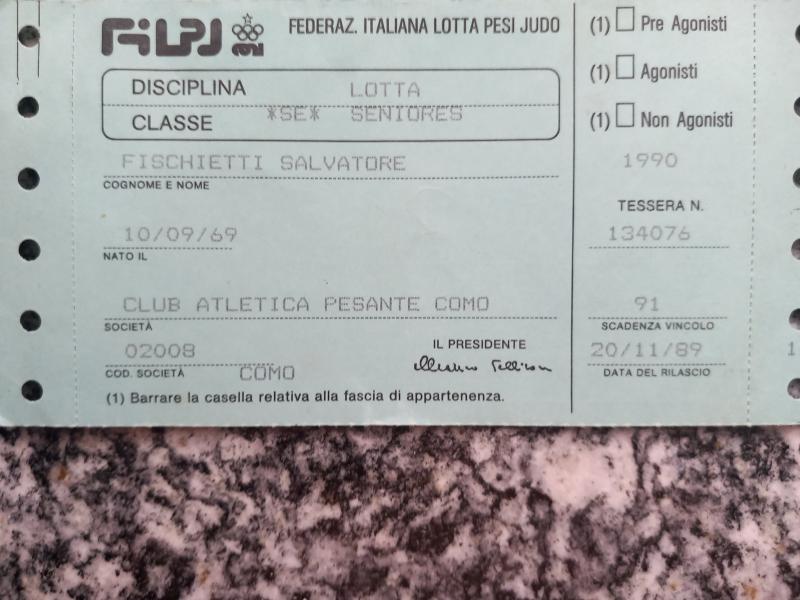 FILPJ FEDERAZ. ITALIANA LOTTA PESI JUDO
DISCIPLINA LOTTA
CLASSE *SE* SENIORES
FISCHIETTI SALVATORE
COGNOME E NOME
10/09/69
NATO IL
CLUB ATLETICA PESANTE COMO
SOCIETÀ
02008
COD. SOCIETÀ COMO
IL PRESIDENTE
(1) Barrare la casella relativa alla fascia di appartenenza.
(1) Pre Agonisti
(1) Agonisti
(1) Non Agonisti
1990
TESSERA N.
134076
91
SCADENZA VINCOLO
20/11/89
DATA DEL RILASCIO
1